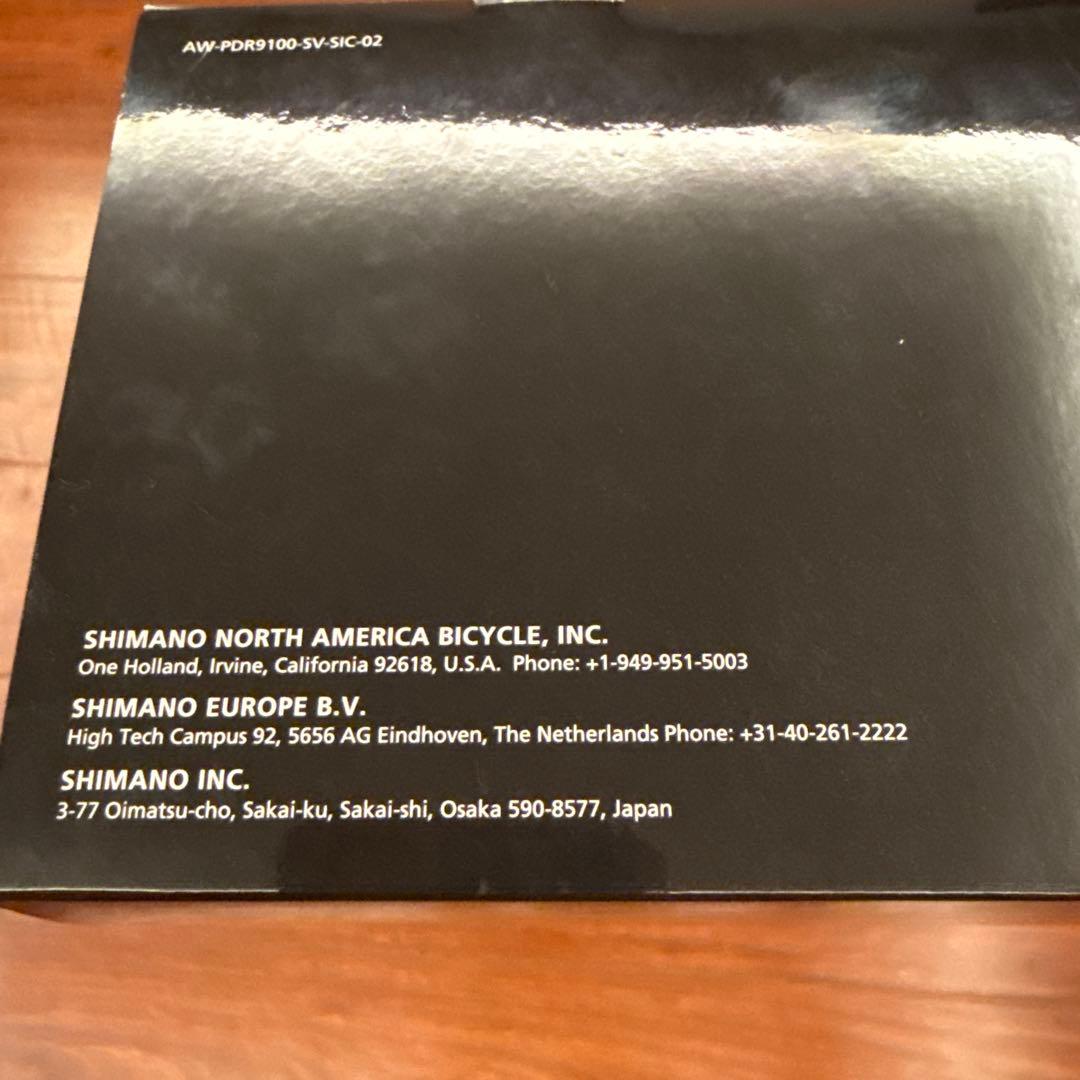 AW-PDR9100-SV-SIC-02
SHIMANO NORTH AMERICA BICYCLE, INC.
One Holland, Irvine, California 92618, U.S.A. Phone: +1-949-951-5003
SHIMANO EUROPE B.V.
High Tech Campus 92, 5656 AG Eindhoven, The Netherlands Phone: +31-40-261-2222
SHIMANO INC.
3-77 Oimatsu-cho, Sakai-ku, Sakai-shi, Osaka 590-8577, Japan